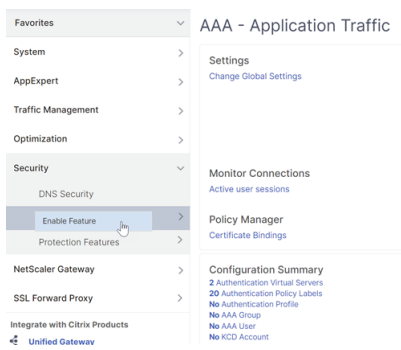 Favorites
System
AppExpert
Traffic Management
Optimization
Security
DNS Security
Enable Feature
Protection Features
NetScaler Gateway
SSL Forward Proxy
Integrate with Citrix Products
Unified Gateway
AAA - Application Traffic
Settings
Change Global Settings
Monitor Connections
Active user sessions
Policy Manager
Certificate Bindings
Configuration Summary
2 Authentication Virtual Servers
20 Authentication Policy Labels
No Authentication Profile
No AAA Group
No AAA User
No KCD Account